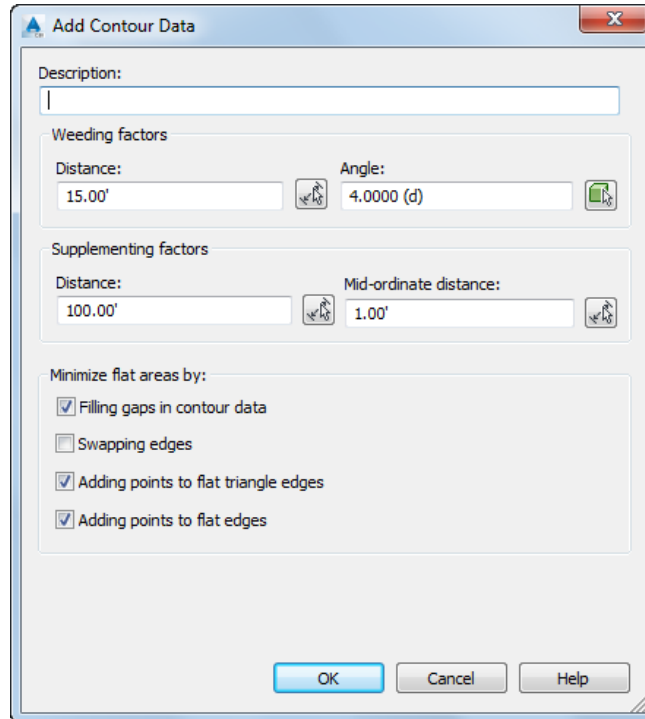 Add Contour Data
Description:
Weeding factors
Distance: Angle:
15.00' 4.0000 (d)
Supplementing factors
Distance: Mid-ordinate distance:
100.00' 1.00'
Minimize flat areas by:
Filling gaps in contour data
Swapping edges
Adding points to flat triangle edges
Adding points to flat edges
OK Cancel Help